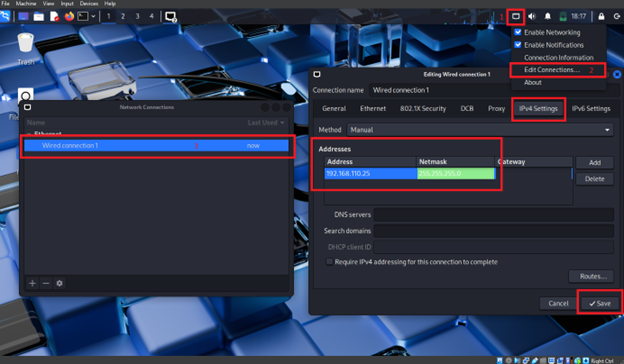 File Machine View Input Devices Help
1 2 3 4
1
18:17
Trash
Enable Networking
Enable Notifications
Connection Information
Edit Connections... 2
About
Network Connections
Name Last Used
Ethernet
Wired connection 1 3 now
Editing Wired connection 1
Connection name Wired connection 1
General Ethernet 802.1X Security DCB Proxy IPv4 Settings IPv6 Settings
Method Manual
Addresses
Address Netmask Gateway
192.168.110.25 255.255.255.0
Add
Delete
DNS servers
Search domains
DHCP client ID
Require IPv4 addressing for this connection to complete
Routes...
Cancel Save
Right Ctrl